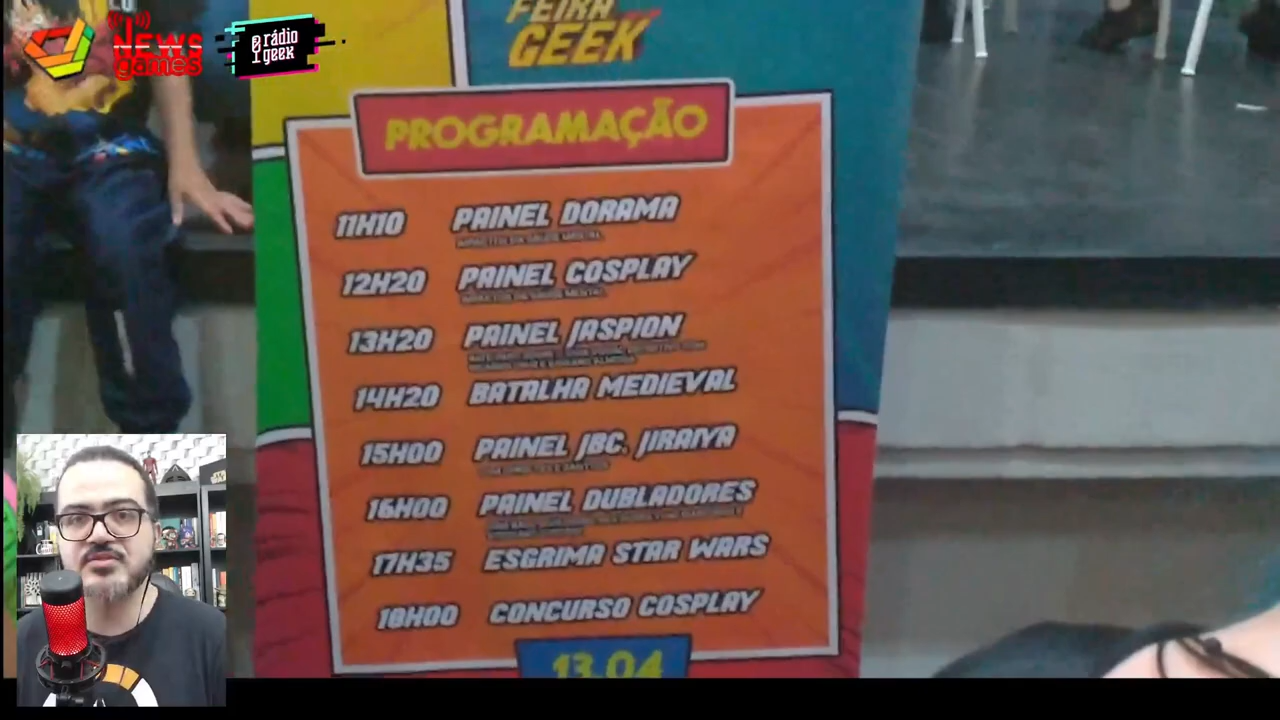 NEWS
games
rádio
geek
FEIRA
GEEK
PROGRAMAÇÃO
11H10 PAINEL DORAMA
12H20 PAINEL COSPLAY
13H20 PAINEL JASPION
14H20 BATALHA MEDIEVAL
15H00 PAINEL JBC, JIRAIYA
16H00 PAINEL DUBLADORES
17H35 ESGRIMA STAR WARS
18H00 CONCURSO COSPLAY
13.04